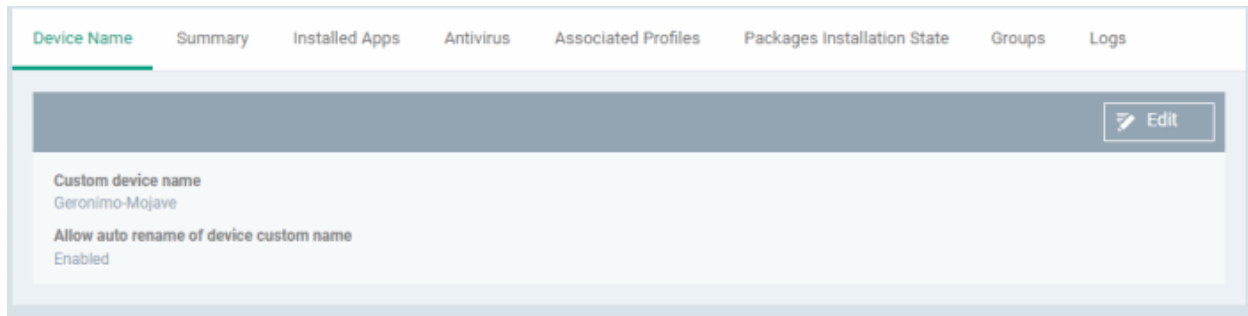 Device Name Summary Installed Apps Antivirus Associated Profiles Packages Installation State Groups Logs
Edit
Custom device name
Geronimo-Mojave
Allow auto rename of device custom name
Enabled